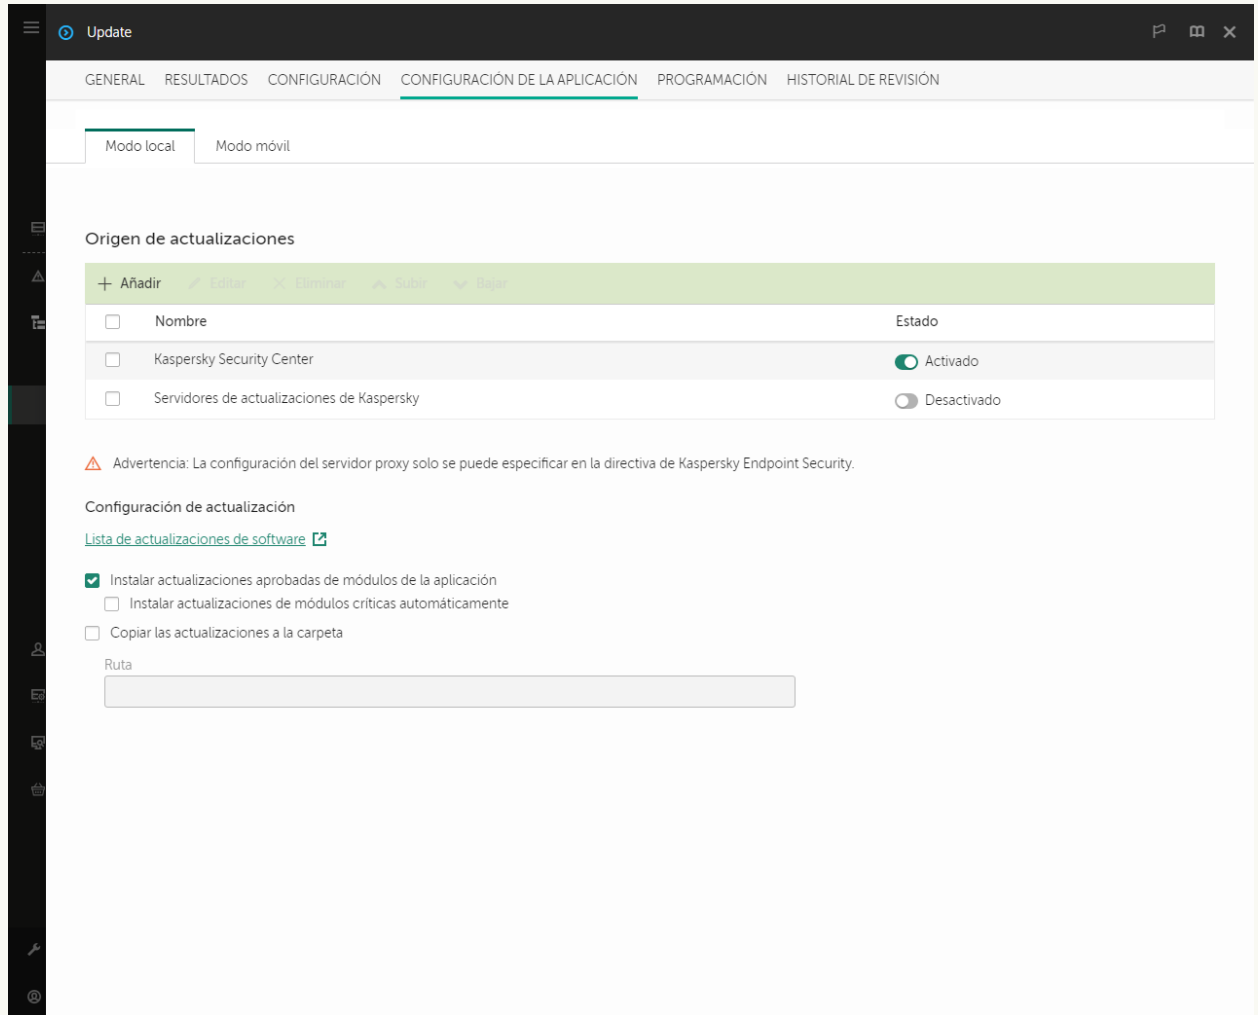 Update
GENERAL RESULTADOS CONFIGURACIÓN CONFIGURACIÓN DE LA APLICACIÓN PROGRAMACIÓN HISTORIAL DE REVISIÓN
Modo local Modo móvil
Origen de actualizaciones
Añadir Editar Eliminar Subir Bajar
Nombre Estado
Kaspersky Security Center Activado
Servidores de actualizaciones de Kaspersky Desactivado
Advertencia: La configuración del servidor proxy solo se puede especificar en la directiva de Kaspersky Endpoint Security.
Configuración de actualización
Lista de actualizaciones de software
Instalar actualizaciones aprobadas de módulos de la aplicación
Instalar actualizaciones de módulos críticas automáticamente
Copiar las actualizaciones a la carpeta
Ruta